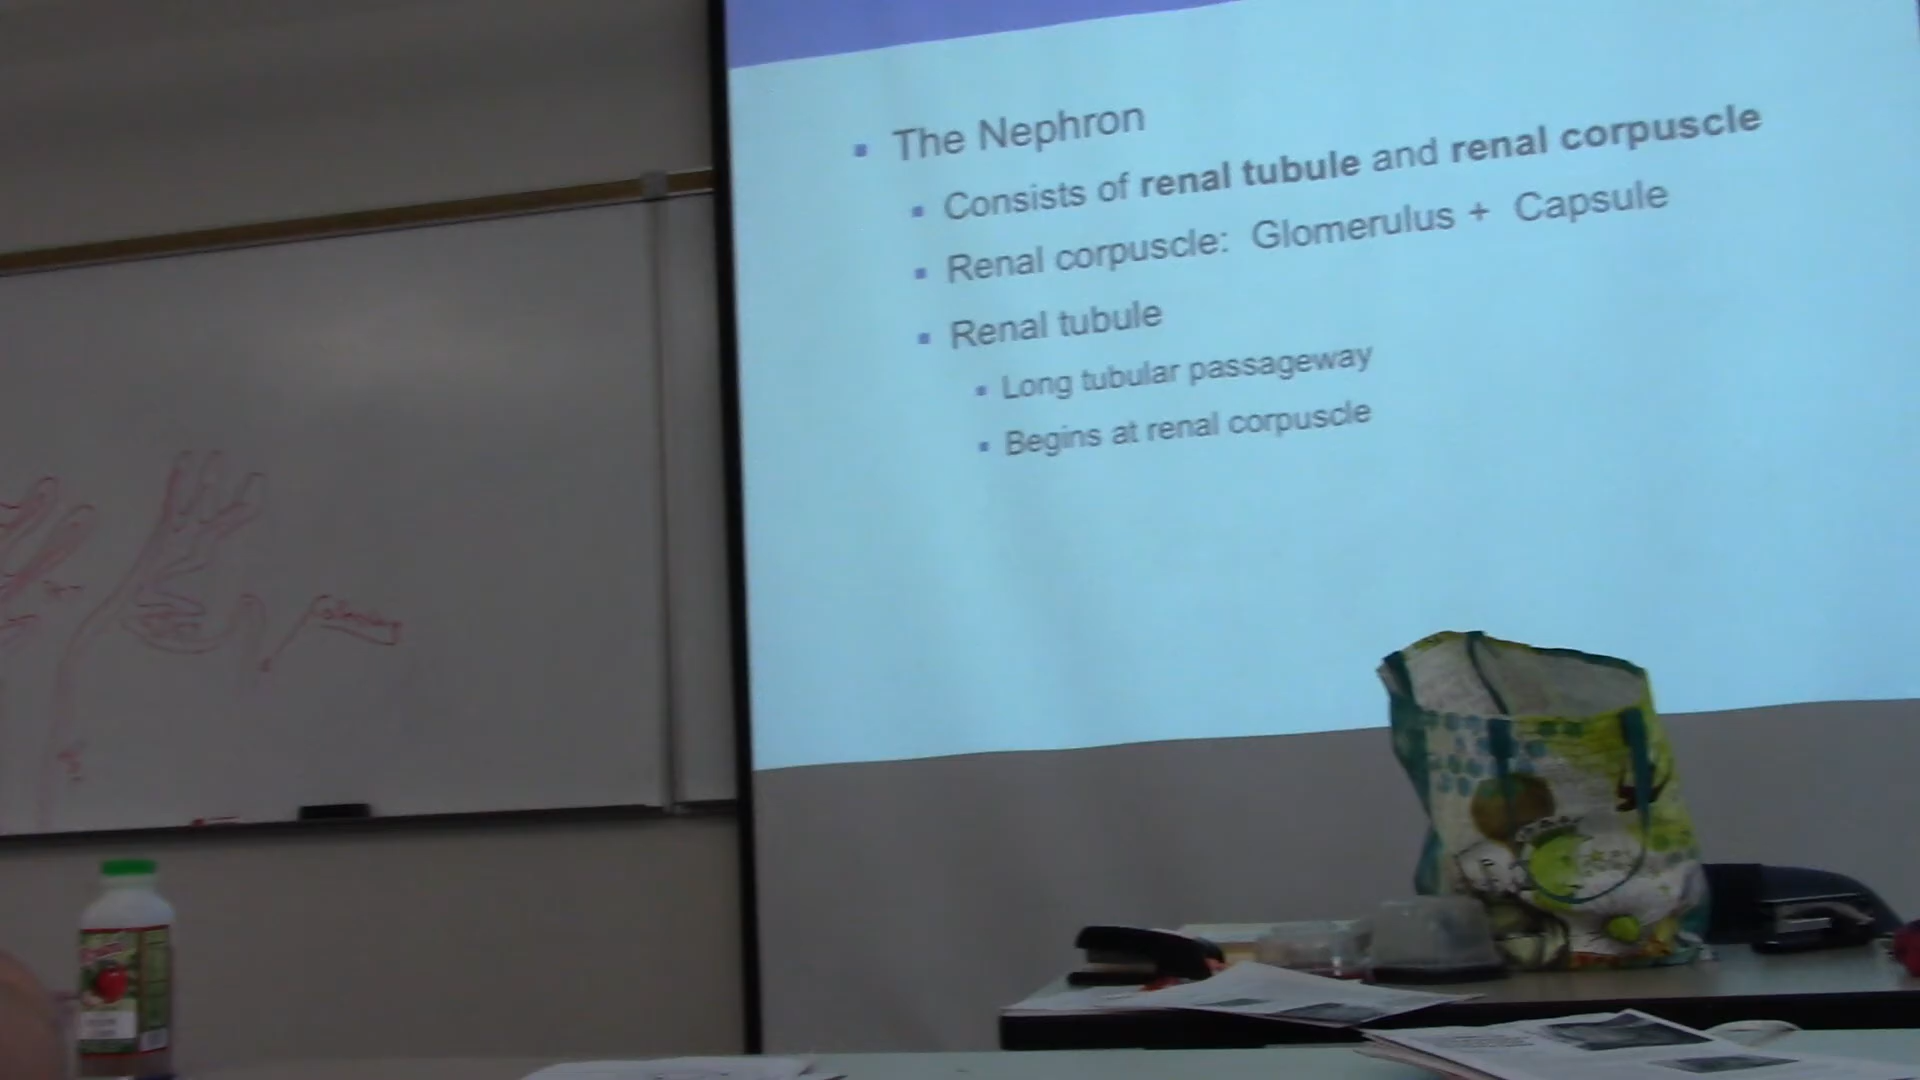 The Nephron
Consists of renal tubule and renal corpuscle
Renal corpuscle: Glomerulus + Capsule
Renal tubule
Long tubular passageway
Begins at renal corpuscle